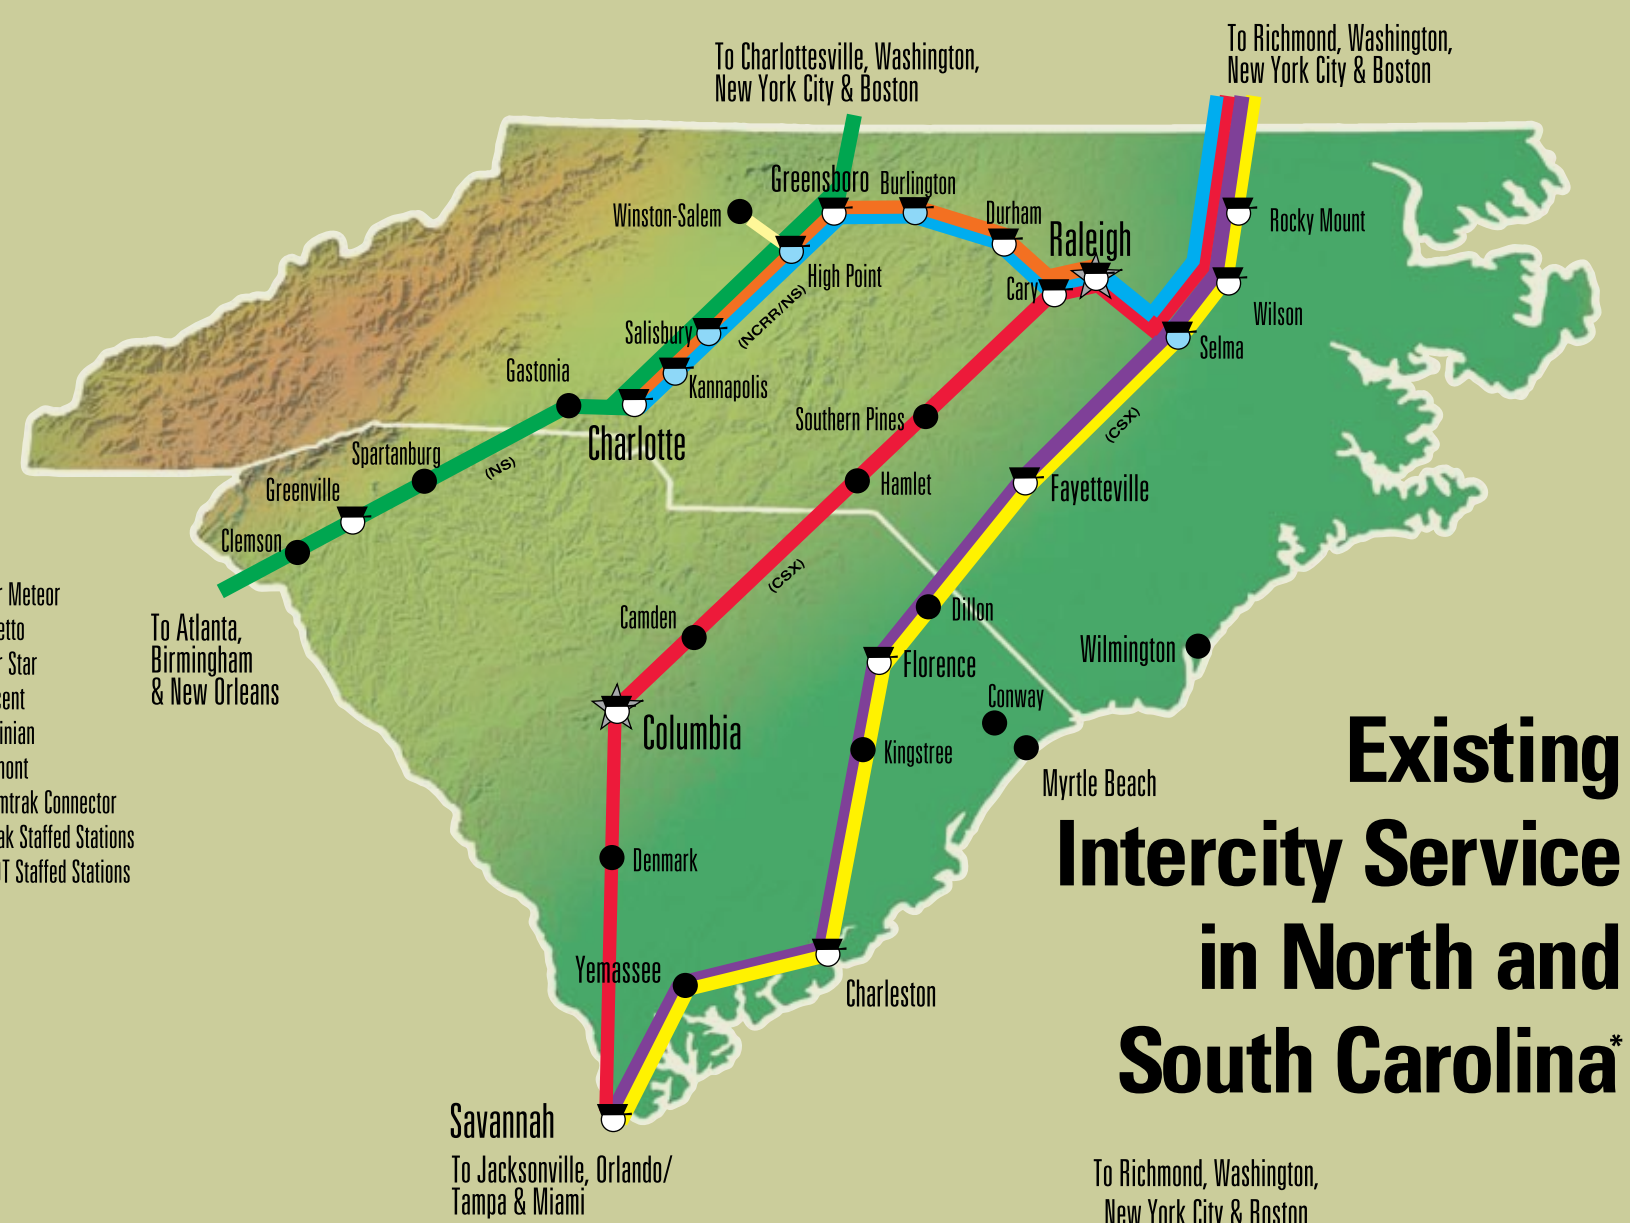 To Charlottesville, Washington,
New York City & Boston
To Richmond, Washington,
New York City & Boston
Greensboro
Burlington
Winston-Salem
Durham
Raleigh
Rocky Mount
High Point
Cary
(NCRR/NS)
Wilson
Salisbury
Selma
Gastonia
Kannapolis
Southern Pines
(CSX)
Charlotte
Spartanburg
(NS)
Greenville
Hamlet
Fayetteville
Clemson
(CSX)
Meteor
Camden
Dillon
To Atlanta,
Birmingham
& New Orleans
Star
Wilmington
Florence
Conway
Columbia
Kingstree
Myrtle Beach
Connector
Staffed Stations
Staffed Stations
Denmark
Existing
Intercity Service
in North and
South Carolina*
Yemassee
Charleston
Savannah
To Jacksonville, Orlando/
Tampa & Miami
To Richmond, Washington,
New York City & Boston